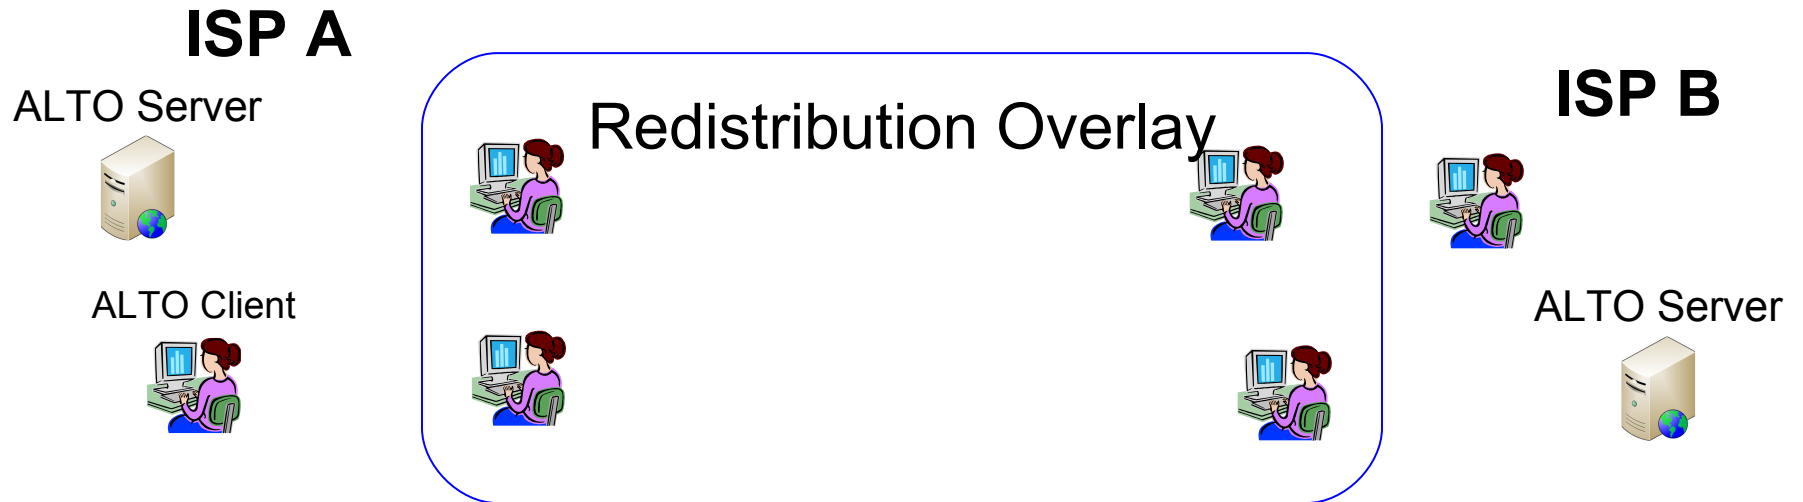 ISP A
ALTO Server
Redistribution Overlay
ISP B
ALTO Client
ALTO Server